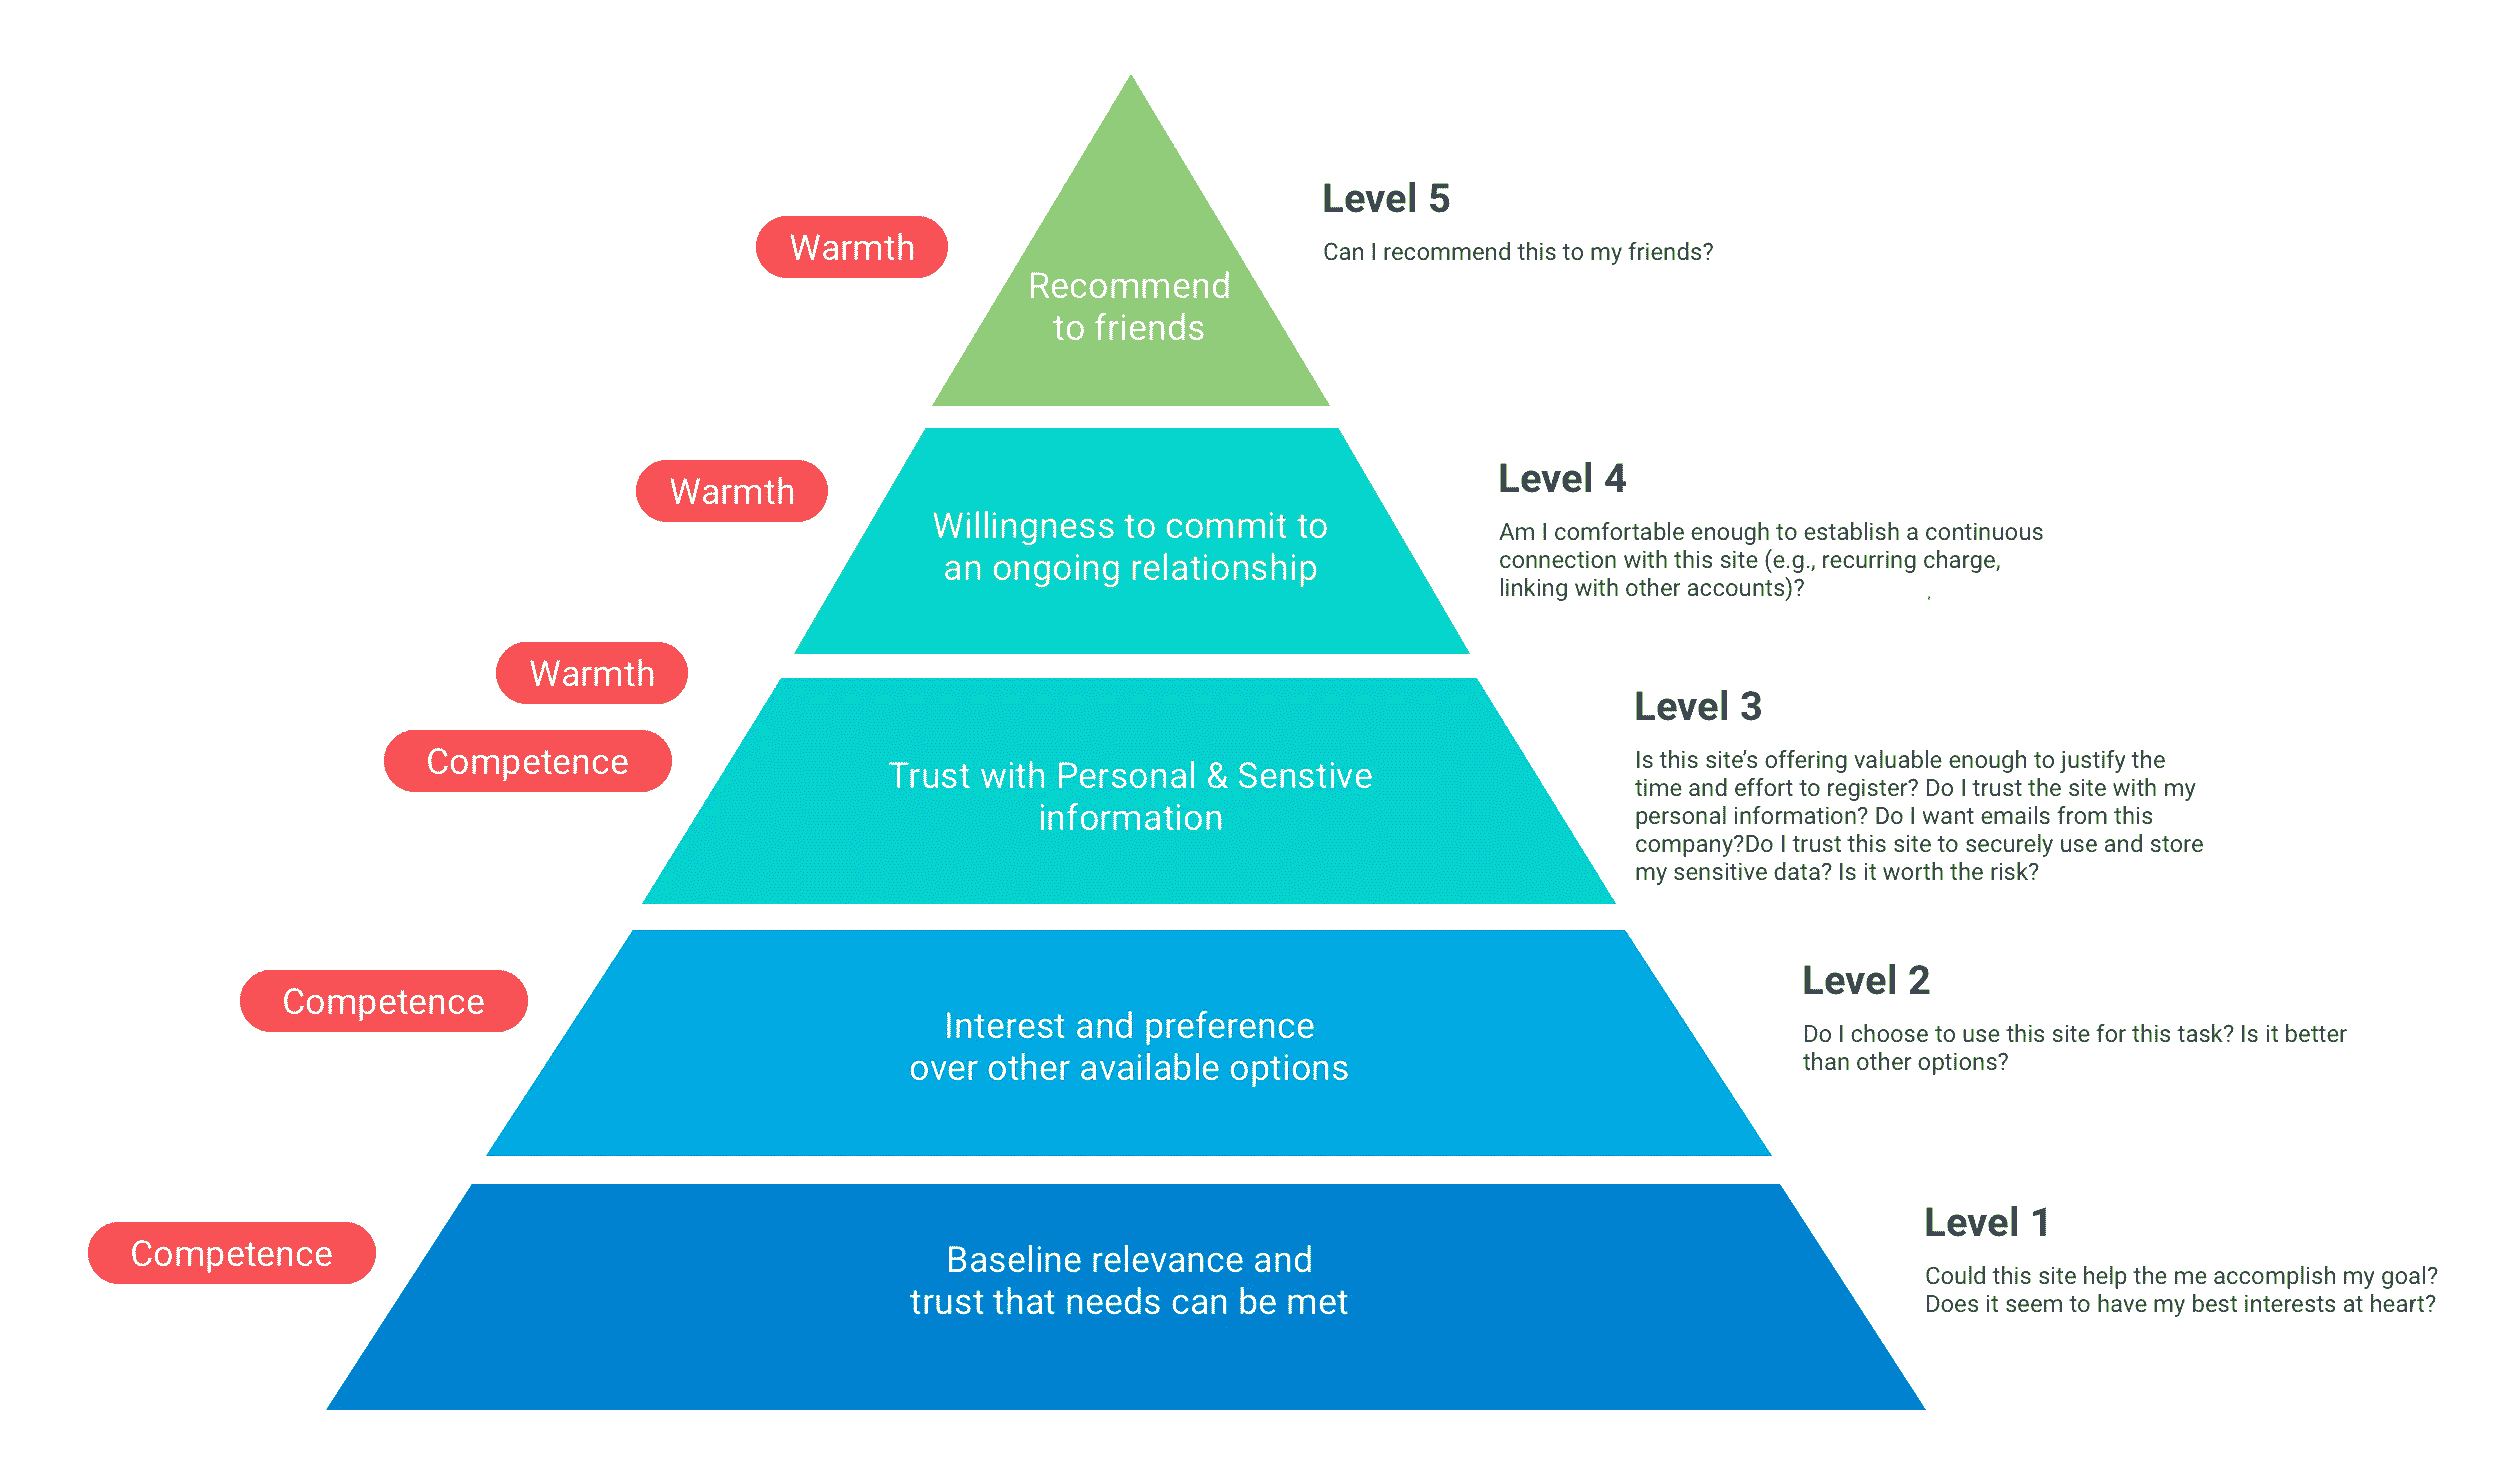 Level 5
Warmth
Can I recommend this to my friends?
Recommend
to friends
Level 4
Warmth
Willingness to commit to
an ongoing relationship
Am I comfortable enough to establish a continuous
connection with this site (e.g., recurring charge,
linking with other accounts)?
Warmth
Competence
Trust with Personal & Senstive
information
Level 3
Is this site’s offering valuable enough to justify the
time and effort to register? Do I trust the site with my
personal information? Do I want emails from this
company?Do I trust this site to securely use and store
my sensitive data? Is it worth the risk?
Competence
Interest and preference
over other available options
Level 2
Do I choose to use this site for this task? Is it better
than other options?
Competence
Baseline relevance and
trust that needs can be met
Level 1
Could this site help the me accomplish my goal?
Does it seem to have my best interests at heart?